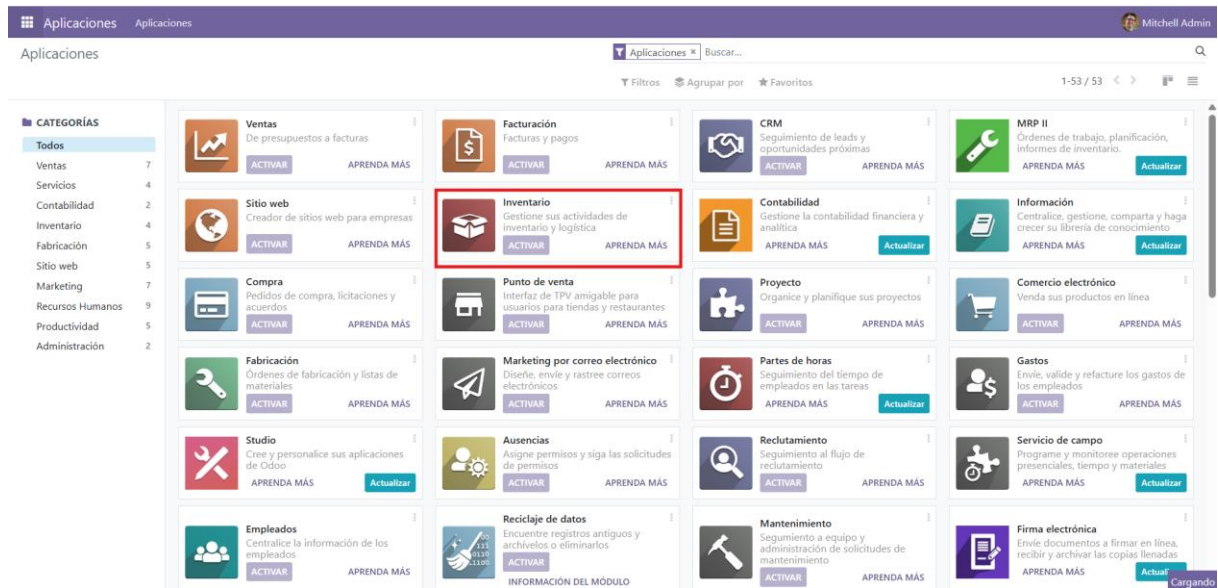 Aplicaciones Aplicaciones Mitchell Admin
Aplicaciones
Aplicaciones × Buscar...
Filtros Agrupar por Favoritos 1-53 / 53
CATEGORÍAS
Todos
Ventas 7
Servicios 4
Contabilidad 2
Inventario 4
Fabricación 5
Sitio web 5
Marketing 7
Recursos Humanos 9
Productividad 5
Administración 2
Ventas
De presupuestos a facturas
ACTIVAR APRENDA MÁS
Facturación
Facturas y pagos
ACTIVAR APRENDA MÁS
CRM
Seguimiento de leads y
oportunidades próximas
ACTIVAR APRENDA MÁS
MRP II
Órdenes de trabajo, planificación,
informes de inventario.
APRENDA MÁS Actualizar
Sitio web
Creador de sitios web para empresas
ACTIVAR APRENDA MÁS
Inventario
Gestione sus actividades de
inventario y logística
ACTIVAR APRENDA MÁS
Contabilidad
Gestione la contabilidad financiera y
analítica
APRENDA MÁS Actualizar
Información
Centralice, gestione, comparta y haga
crecer su librería de conocimiento
APRENDA MÁS Actualizar
Compra
Pedidos de compra, licitaciones y
acuerdos
ACTIVAR APRENDA MÁS
Punto de venta
Interfaz de TPV amigable para
usuarios para tiendas y restaurantes
ACTIVAR APRENDA MÁS
Proyecto
Organice y planifique sus proyectos
ACTIVAR APRENDA MÁS
Comercio electrónico
Venda sus productos en línea
ACTIVAR APRENDA MÁS
Fabricación
Órdenes de fabricación y listas de
materiales
ACTIVAR APRENDA MÁS
Marketing por correo electrónico
Diseñe, envíe y rastree correos
electrónicos
ACTIVAR APRENDA MÁS
Partes de horas
Seguimiento del tiempo de
empleados en las tareas
APRENDA MÁS Actualizar
Gastos
Envíe, valide y refacture los gastos de
los empleados
ACTIVAR APRENDA MÁS
Studio
Cree y personalice sus aplicaciones
de Odoo
APRENDA MÁS Actualizar
Ausencias
Asigne permisos y siga las solicitudes
de permisos
ACTIVAR APRENDA MÁS
Reclutamiento
Seguimiento al flujo de
reclutamiento
ACTIVAR APRENDA MÁS
Servicio de campo
Programe y monitoree operaciones
presenciales, tiempo y materiales
APRENDA MÁS Actualizar
Empleados
Centralice la información de los
empleados
ACTIVAR APRENDA MÁS
Reciclaje de datos
Encuentre registros antiguos y
archívelos o eliminarlos
ACTIVAR
INFORMACIÓN DEL MÓDULO
Mantenimiento
Seguimiento a equipo y
administración de solicitudes de
mantenimiento
ACTIVAR APRENDA MÁS
Firma electrónica
Envíe documentos a firmar en línea,
recibir y archivar las copias llenadas
APRENDA MÁS
Cargando